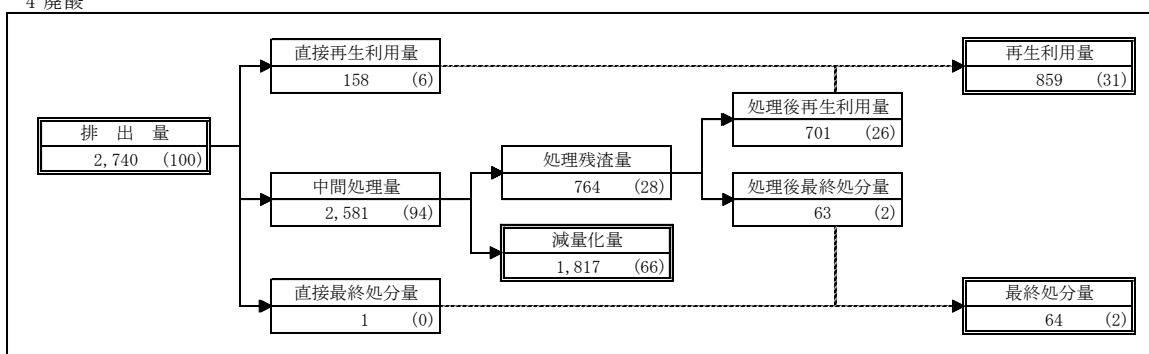 4 廃酸
直接再生利用量
158 (6)
再生利用量
859 (31)
処理後再生利用量
701 (26)
排 出 量
2,740 (100)
処理残渣量
764 (28)
中間処理量
2,581 (94)
処理後最終処分量
63 (2)
減量化量
1,817 (66)
直接最終処分量
1 (0)
最終処分量
64 (2)